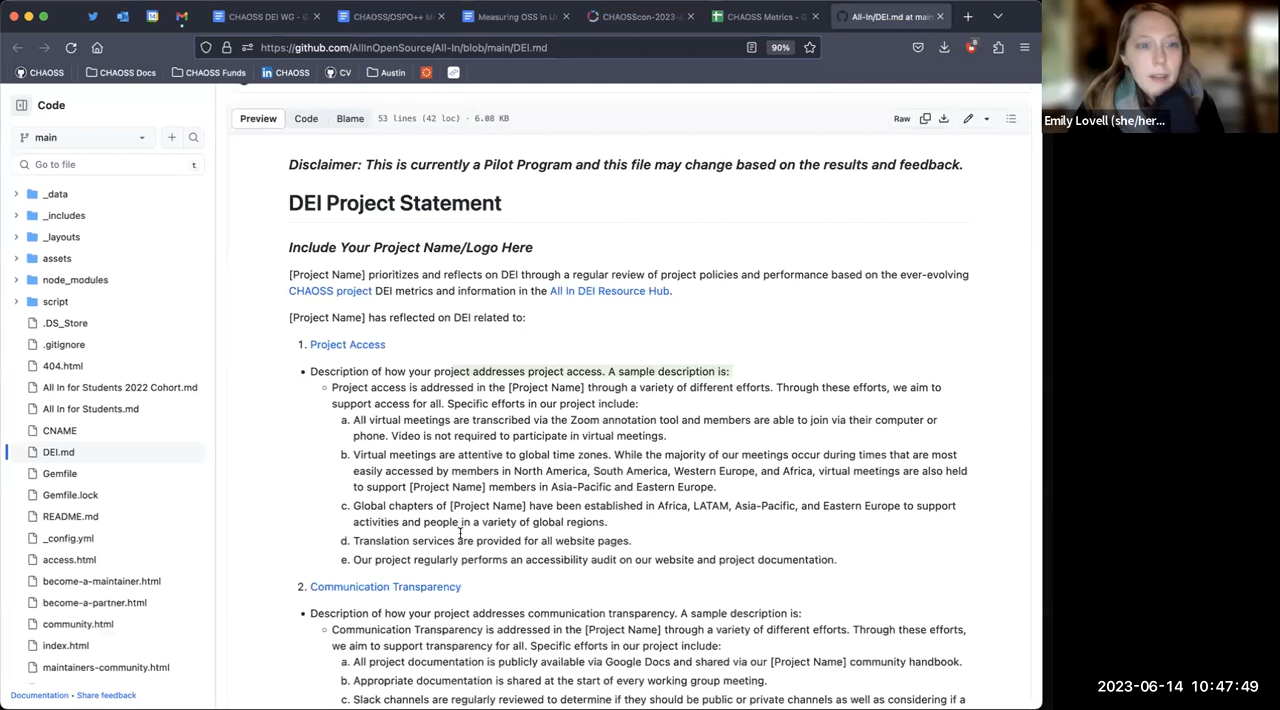 CHAOSS DEI WG - G
CHAOSS/OSPO++ M
Measuring OSS in U
CHAOSScon-2023-
CHAOSS Metrics - G
All-In/DEI.md at main
https://github.com/AllInOpenSource/All-In/blob/main/DEI.md
90%
8
CHAOSS
CHAOSS Docs
CHAOSS Funds
in CHAOSS
CV
Austin
Emily Lovell (she/her...
Code
main
Go to file
t
_data
_includes
_layouts
assets
node_modules
script
.DS_Store
.gitignore
404.html
All In for Students 2022 Cohort.md
All In for Students.md
CNAME
DEI.md
Gemfile
Gemfile.lock
README.md
_config.yml
access.html
become-a-maintainer.html
become-a-partner.html
community.html
index.html
maintainers-community.html
Documentation • Share feedback
Preview
Code
Blame
53 lines (42 loc) · 6.08 KB
Raw
Disclaimer: This is currently a Pilot Program and this file may change based on the results and feedback.
DEI Project Statement
Include Your Project Name/Logo Here
[Project Name] prioritizes and reflects on DEI through a regular review of project policies and performance based on the ever-evolving
CHAOSS project DEI metrics and information in the All In DEI Resource Hub.
[Project Name] has reflected on DEI related to:
1. Project Access
• Description of how your project addresses project access. A sample description is:
Project access is addressed in the [Project Name] through a variety of different efforts. Through these efforts, we aim to
support access for all. Specific efforts in our project include:
a. All virtual meetings are transcribed via the Zoom annotation tool and members are able to join via their computer or
phone. Video is not required to participate in virtual meetings.
b. Virtual meetings are attentive to global time zones. While the majority of our meetings occur during times that are most
easily accessed by members in North America, South America, Western Europe, and Africa, virtual meetings are also held
to support [Project Name] members in Asia-Pacific and Eastern Europe.
c. Global chapters of [Project Name] have been established in Africa, LATAM, Asia-Pacific, and Eastern Europe to support
activities and people in a variety of global regions.
d. Translation services are provided for all website pages.
e. Our project regularly performs an accessibility audit on our website and project documentation.
2. Communication Transparency
• Description of how your project addresses communication transparency. A sample description is:
Communication Transparency is addressed in the [Project Name] through a variety of different efforts. Through these efforts,
we aim to support transparency for all. Specific efforts in our project include:
a. All project documentation is publicly available via Google Docs and shared via our [Project Name] community handbook.
b. Appropriate documentation is shared at the start of every working group meeting.
c. Slack channels are regularly reviewed to determine if they should be public or private channels as well as considering if a
2023-06-14 10:47:49